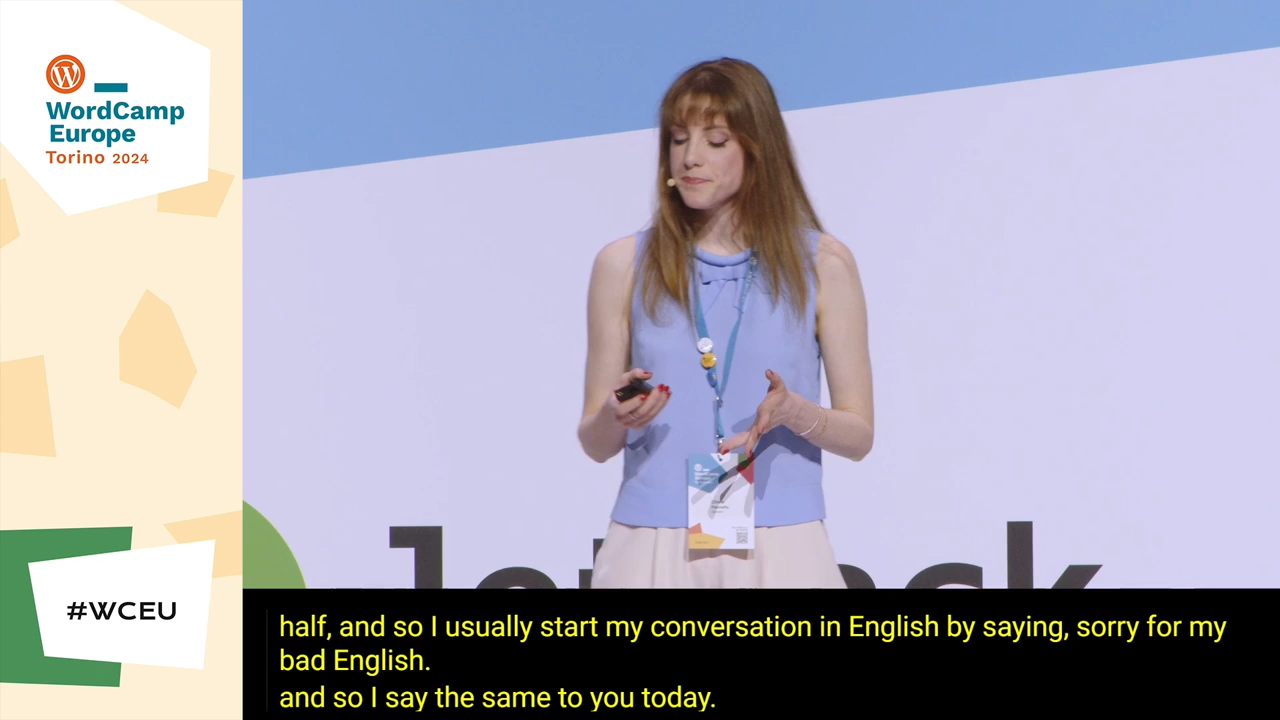 WordCamp
Europe
Torino 2024
#WCEU
half, and so I usually start my conversation in English by saying, sorry for my
bad English.
and so I say the same to you today.